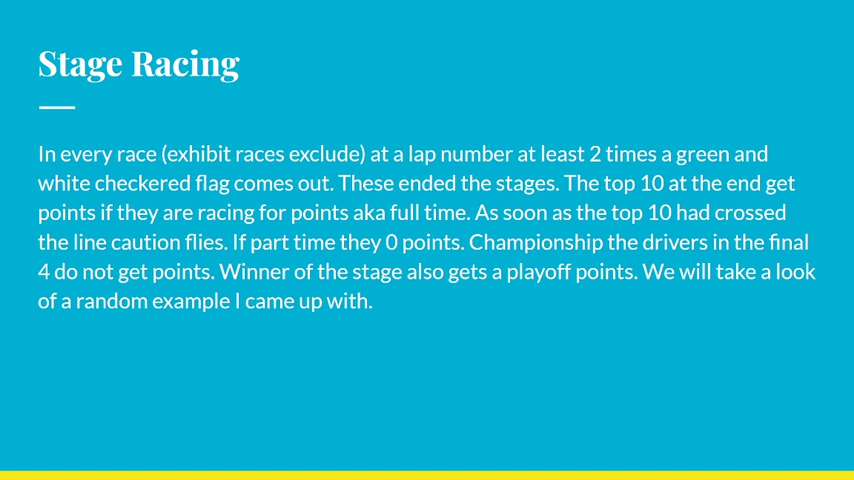 Stage Racing
In every race (exhibit races exclude) at a lap number at least 2 times a green and
white checkered flag comes out. These ended the stages. The top 10 at the end get
points if they are racing for points aka full time. As soon as the top 10 had crossed
the line caution flies. If part time they 0 points. Championship the drivers in the final
4 do not get points. Winner of the stage also gets a playoff points. We will take a look
of a random example I came up with.